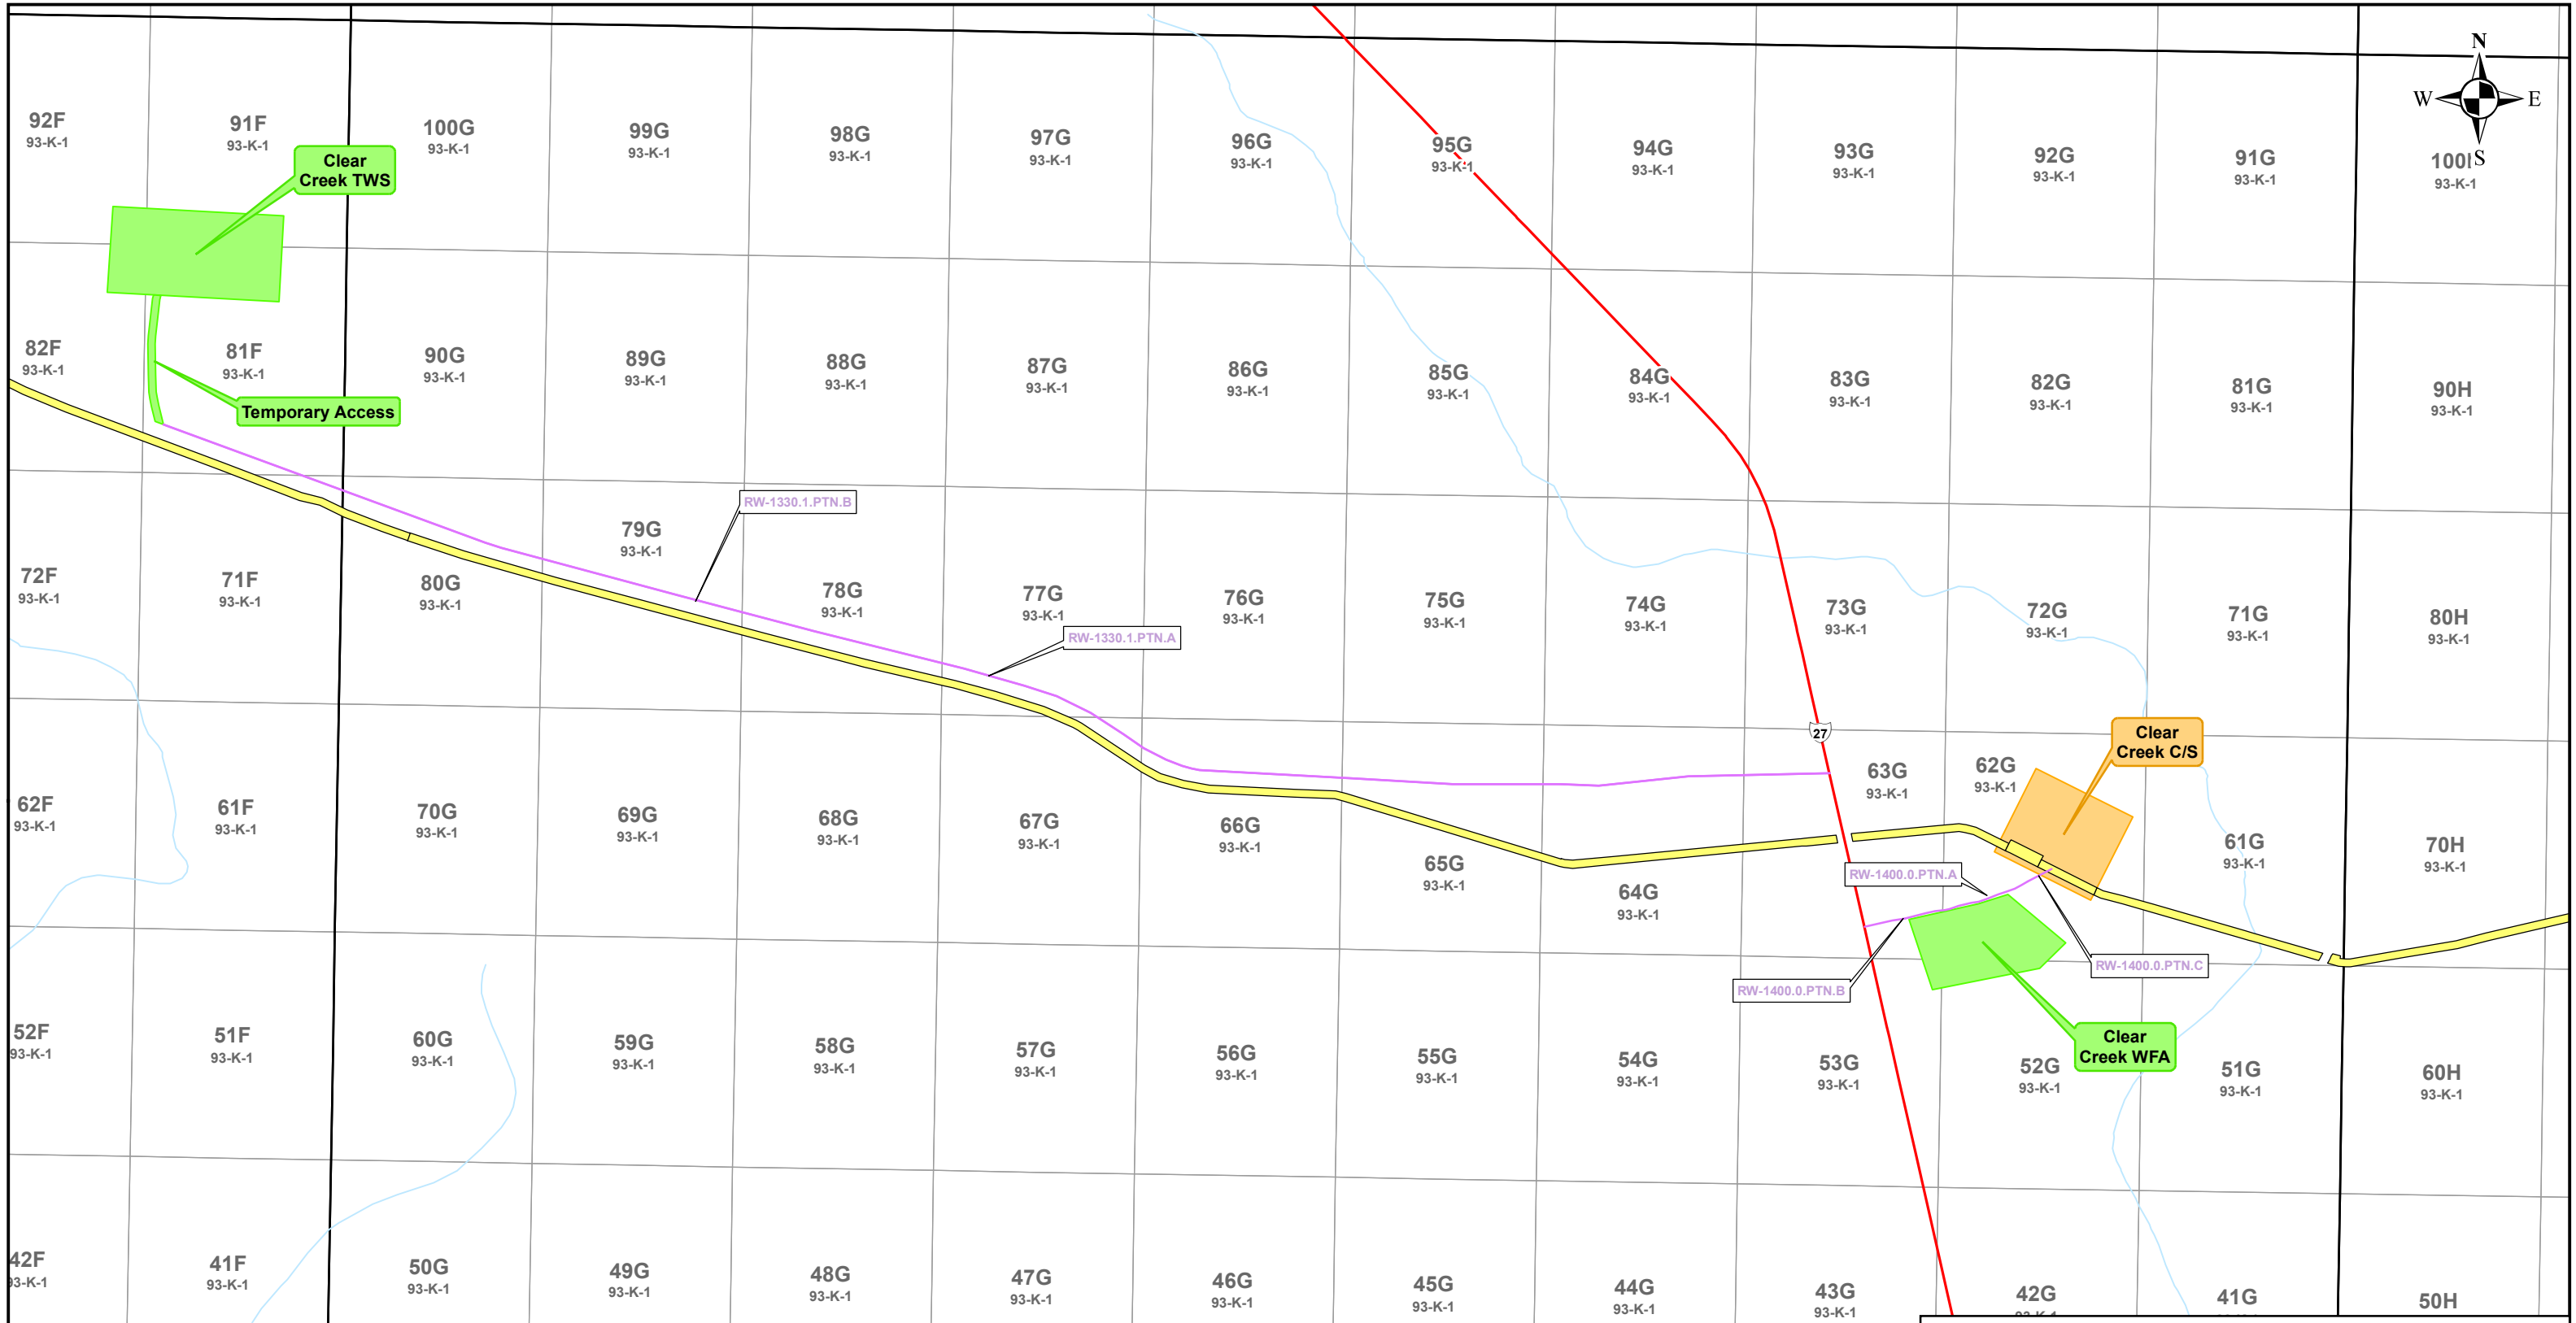 N
W E
S
92F
93-K-1
91F
93-K-1
100G
93-K-1
99G
93-K-1
98G
93-K-1
97G
93-K-1
96G
93-K-1
95G
93-K-1
94G
93-K-1
93G
93-K-1
92G
93-K-1
91G
93-K-1
93-K-1
Clear
Creek TWS
82F
93-K-1
81F
93-K-1
90G
93-K-1
89G
93-K-1
88G
93-K-1
87G
93-K-1
86G
93-K-1
85G
93-K-1
84G
93-K-1
83G
93-K-1
82G
93-K-1
81G
93-K-1
90H
93-K-1
Temporary Access
RW-1330.1.PTN.B
72F
93-K-1
71F
93-K-1
80G
93-K-1
79G
93-K-1
78G
93-K-1
77G
93-K-1
76G
93-K-1
75G
93-K-1
74G
93-K-1
73G
93-K-1
72G
93-K-1
71G
93-K-1
80H
93-K-1
RW-1330.1.PTN.A
27
Clear
Creek C/S
62F
93-K-1
61F
93-K-1
70G
93-K-1
69G
93-K-1
68G
93-K-1
67G
93-K-1
66G
93-K-1
65G
93-K-1
64G
93-K-1
63G
93-K-1
62G
93-K-1
61G
93-K-1
70H
93-K-1
RW-1400.0.PTN.A
RW-1400.0.PTN.C
RW-1400.0.PTN.B
Clear
Creek WFA
52F
93-K-1
51F
93-K-1
60G
93-K-1
59G
93-K-1
58G
93-K-1
57G
93-K-1
56G
93-K-1
55G
93-K-1
54G
93-K-1
53G
93-K-1
52G
93-K-1
51G
93-K-1
60H
93-K-1
42F
93-K-1
41F
93-K-1
50G
93-K-1
49G
93-K-1
48G
93-K-1
47G
93-K-1
46G
93-K-1
45G
93-K-1
44G
93-K-1
43G
93-K-1
42G
41G
50H